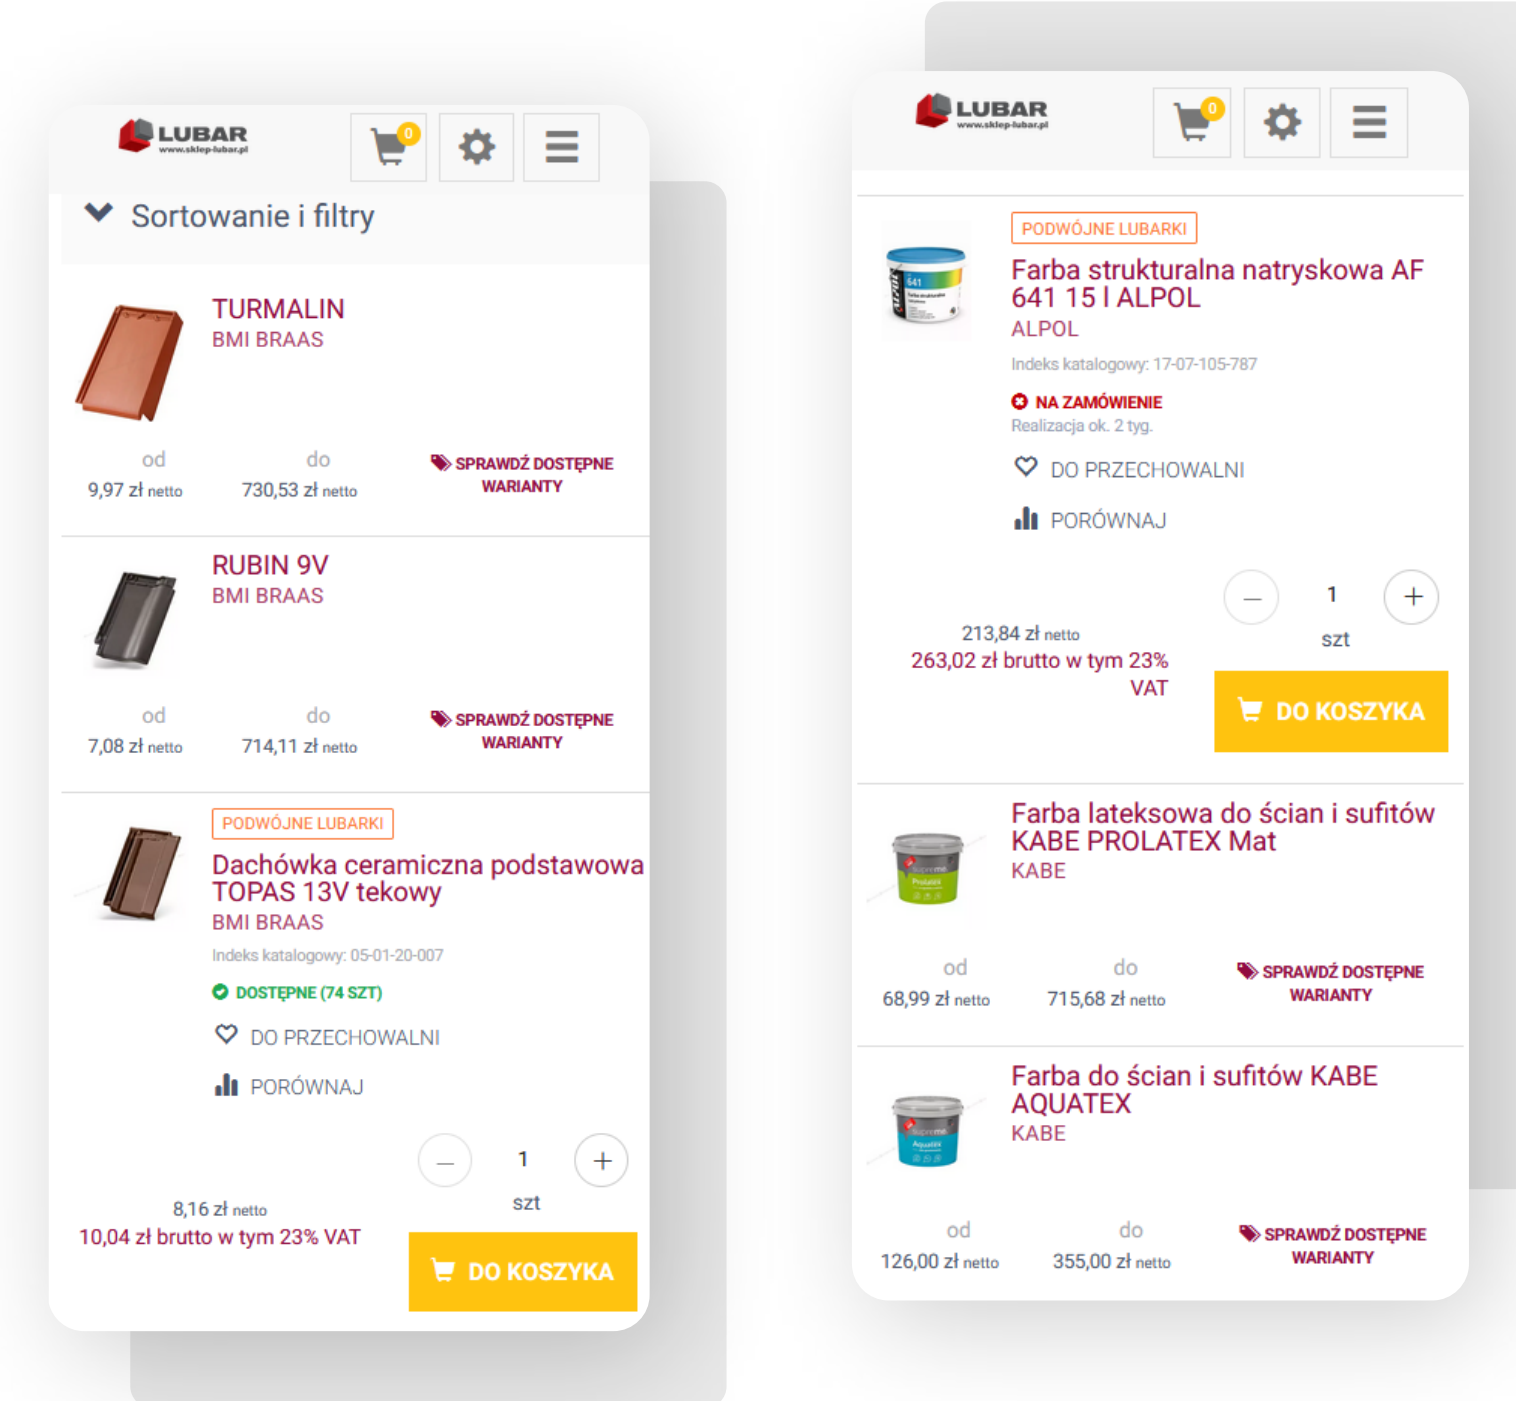 LUBAR
www.sklep-lubar.pl
0
Sortowanie i filtry
TURMALIN
BMI BRAAS
od
do
9,97 zł netto
730,53 zł netto
SPRAWDŹ DOSTĘPNE
WARIANTY
RUBIN 9V
BMI BRAAS
od
do
7,08 zł netto
714,11 zł netto
SPRAWDŹ DOSTĘPNE
WARIANTY
PODWÓJNE LUBARKI
Dachówka ceramiczna podstawowa
TOPAS 13V tekowy
BMI BRAAS
Indeks katalogowy: 05-01-20-007
DOSTĘPNE (74 SZT)
DO PRZECHOWALNI
PORÓWNAJ
– 1 +
szt
8,16 zł netto
10,04 zł brutto w tym 23% VAT
DO KOSZYKA
LUBAR
www.sklep-lubar.pl
0
PODWÓJNE LUBARKI
Farba strukturalna natryskowa AF
641 15 l ALPOL
ALPOL
Indeks katalogowy: 17-07-105-787
NA ZAMÓWIENIE
Realizacja ok. 2 tyg.
DO PRZECHOWALNI
PORÓWNAJ
– 1 +
szt
213,84 zł netto
263,02 zł brutto w tym 23%
VAT
DO KOSZYKA
641
Farba lateksowa do ścian i sufitów
KABE PROLATEX Mat
KABE
supreme
Prolatex
od
do
68,99 zł netto
715,68 zł netto
SPRAWDŹ DOSTĘPNE
WARIANTY
Farba do ścian i sufitów KABE
AQUATEX
KABE
supreme
Aquatex
od
do
126,00 zł netto
355,00 zł netto
SPRAWDŹ DOSTĘPNE
WARIANTY